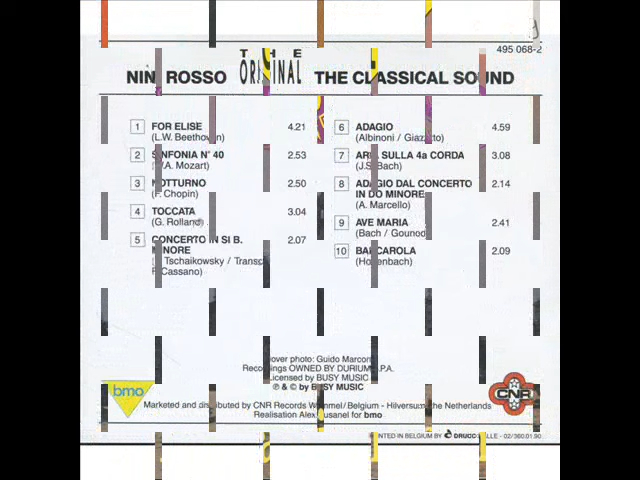 495 068-2
THE
NINI ROSSO ORIGINAL THE CLASSICAL SOUND
1 FOR ELISE 4.21
(L.W. Beethoven)
2 SINFONIA N° 40 2.53
A. Mozart)
3 NOTTURNO 2.50
(F. Chopin)
4 TOCCATA 3.04
(G. Rolland)
5 CONCERTO IN SI B. 2.07
MINORE
Tschaikowsky / Transc
Cassano)
6 ADAGIO 4.59
(Albinoni / Giazotto)
7 ARIA SULLA 4a CORDA 3.08
(J.S. Bach)
8 ADAGIO DAL CONCERTO 2.14
IN DO MINORE
(A. Marcello)
9 AVE MARIA 2.41
(Bach / Gounod)
10 BARCAROLA 2.09
(Hoffenbach)
Cover photo: Guido Marconi
Recordings OWNED BY DURIUM S.P.A.
Licensed by BUSY MUSIC
℗ & © by BUSY MUSIC
bmo
CNR
Marketed and distributed by CNR Records Wommel/Belgium - Hilversum the Netherlands
Realisation Alex for bmo
PRINTED IN BELGIUM BY DRUCO - 02/360.01.90